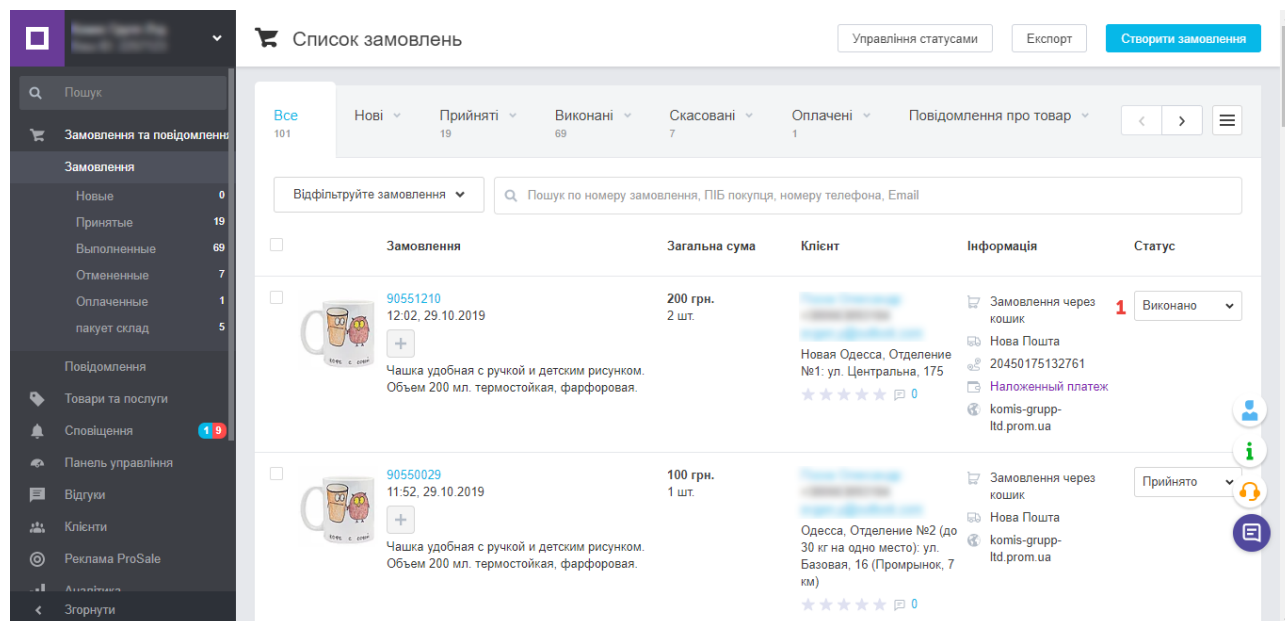 Список замовлень
Управління статусами
Експорт
Створити замовлення
Пошук
Замовлення та повідомленн
Замовлення
Новые 0
Принятые 19
Выполненные 69
Отмененные 7
Оплаченные 1
пакует склад 5
Повідомлення
Товари та послуги
Сповіщення 1 9
Панель управління
Відгуки
Клієнти
Реклама ProSale
Аналітика
Згорнути
Все Нові Прийняті Виконані Скасовані Оплачені Повідомлення про товар
101 19 69 7 1
Відфільтруйте замовлення
Пошук по номеру замовлення, ПІБ покупця, номеру телефона, Email
Замовлення Загальна сума Клієнт Інформація Статус
90551210
12:02, 29.10.2019
Чашка удобная с ручкой и детским рисунком.
Объем 200 мл. термостойкая, фарфоровая.
200 грн.
2 шт.
Новая Одесса, Отделение
№1: ул. Центральна, 175
0
Замовлення через
кошик
Нова Пошта
20450175132761
Наложенный платеж
komis-grupp-
ltd.prom.ua
1 Виконано
90550029
11:52, 29.10.2019
Чашка удобная с ручкой и детским рисунком.
Объем 200 мл. термостойкая, фарфоровая.
100 грн.
1 шт.
Одесса, Отделение №2 (до
30 кг на одно место): ул.
Базовая, 16 (Промрынок, 7
км)
0
Замовлення через
кошик
Нова Пошта
komis-grupp-
ltd.prom.ua
Прийнято